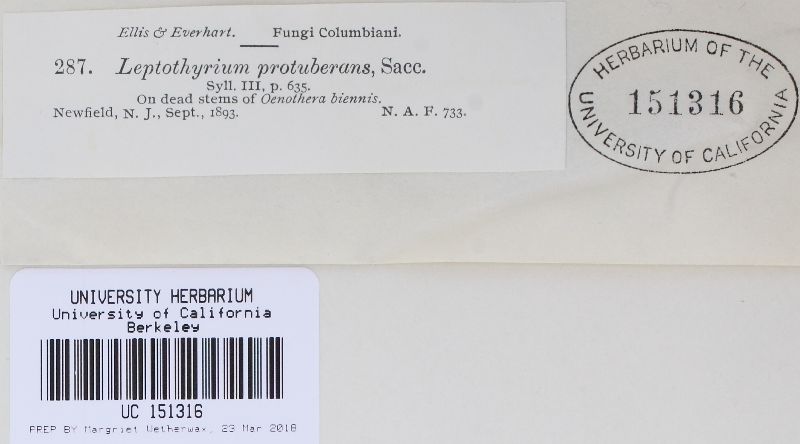 Ellis & Everhart. Fungi Columbiani.
287. Leptothyrium protuberans, Sacc.
Syll. III, p. 635.
On dead stems of Oenothera biennis.
Newfield, N. J., Sept., 1893. N. A. F. 733.
HERBARIUM OF THE
151316
UNIVERSITY OF CALIFORNIA
UNIVERSITY HERBARIUM
University of California
Berkeley
UC 151316
PREP BY Margriet Wetherwax, 23 Mar 2018